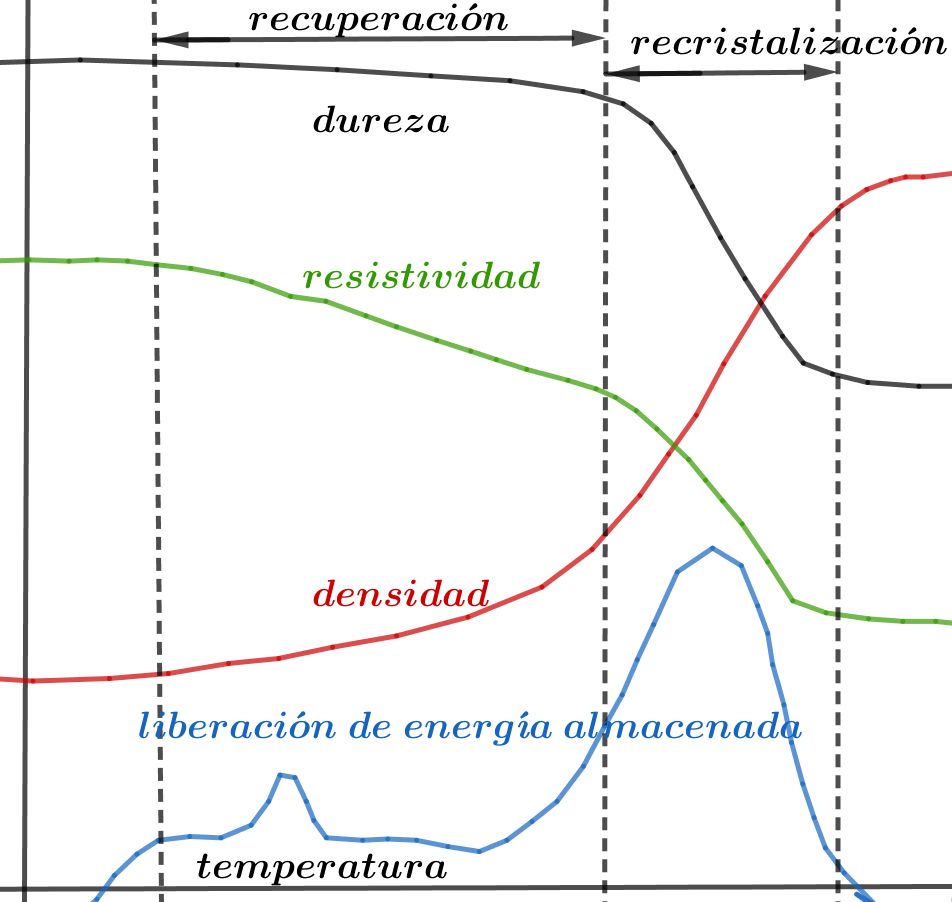 recuperación
recristalización
dureza
resistividad
densidad
liberación de energía almacenada
temperatura